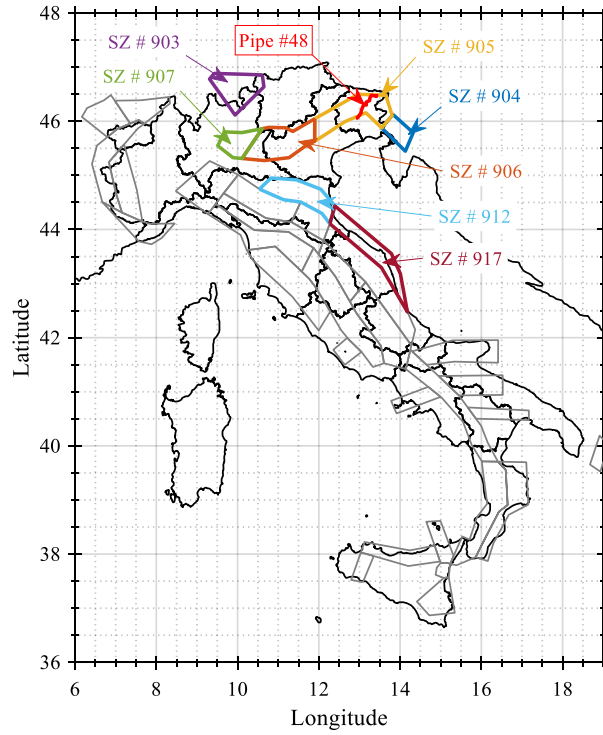 48
SZ # 903
Pipe #48
SZ # 905
SZ # 907
46
SZ # 904
SZ # 906
SZ # 912
44
SZ # 917
Latitude
42
40
38
36
6
8
10
12
14
16
18
Longitude